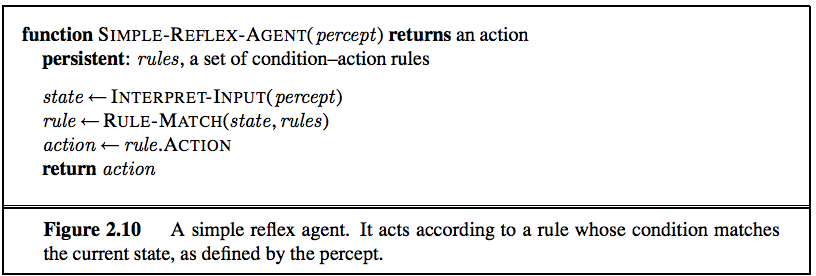 function SIMPLE-REFLEX-AGENT(percept) returns an action
persistent: rules, a set of condition–action rules
state ← INTERPRET-INPUT(percept)
rule ← RULE-MATCH(state, rules)
action ← rule.ACTION
return action
Figure 2.10 A simple reflex agent. It acts according to a rule whose condition matches
the current state, as defined by the percept.